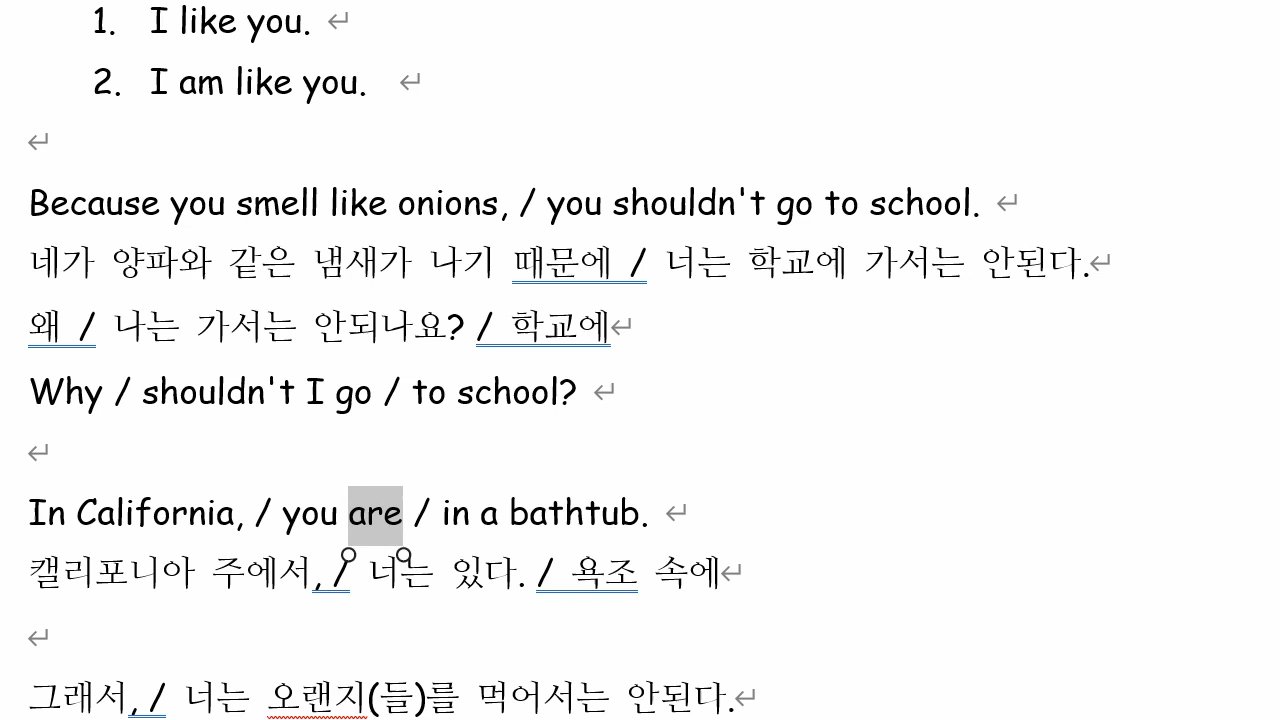 1. I like you.
2. I am like you.
Because you smell like onions, / you shouldn't go to school.
네가 양파와 같은 냄새가 나기 때문에 / 너는 학교에 가서는 안된다.
왜 / 나는 가서는 안되나요? / 학교에
Why / shouldn't I go / to school?
In California, / you are / in a bathtub.
캘리포니아 주에서, / 너는 있다. / 욕조 속에
그래서, / 너는 오랜지(들)를 먹어서는 안된다.